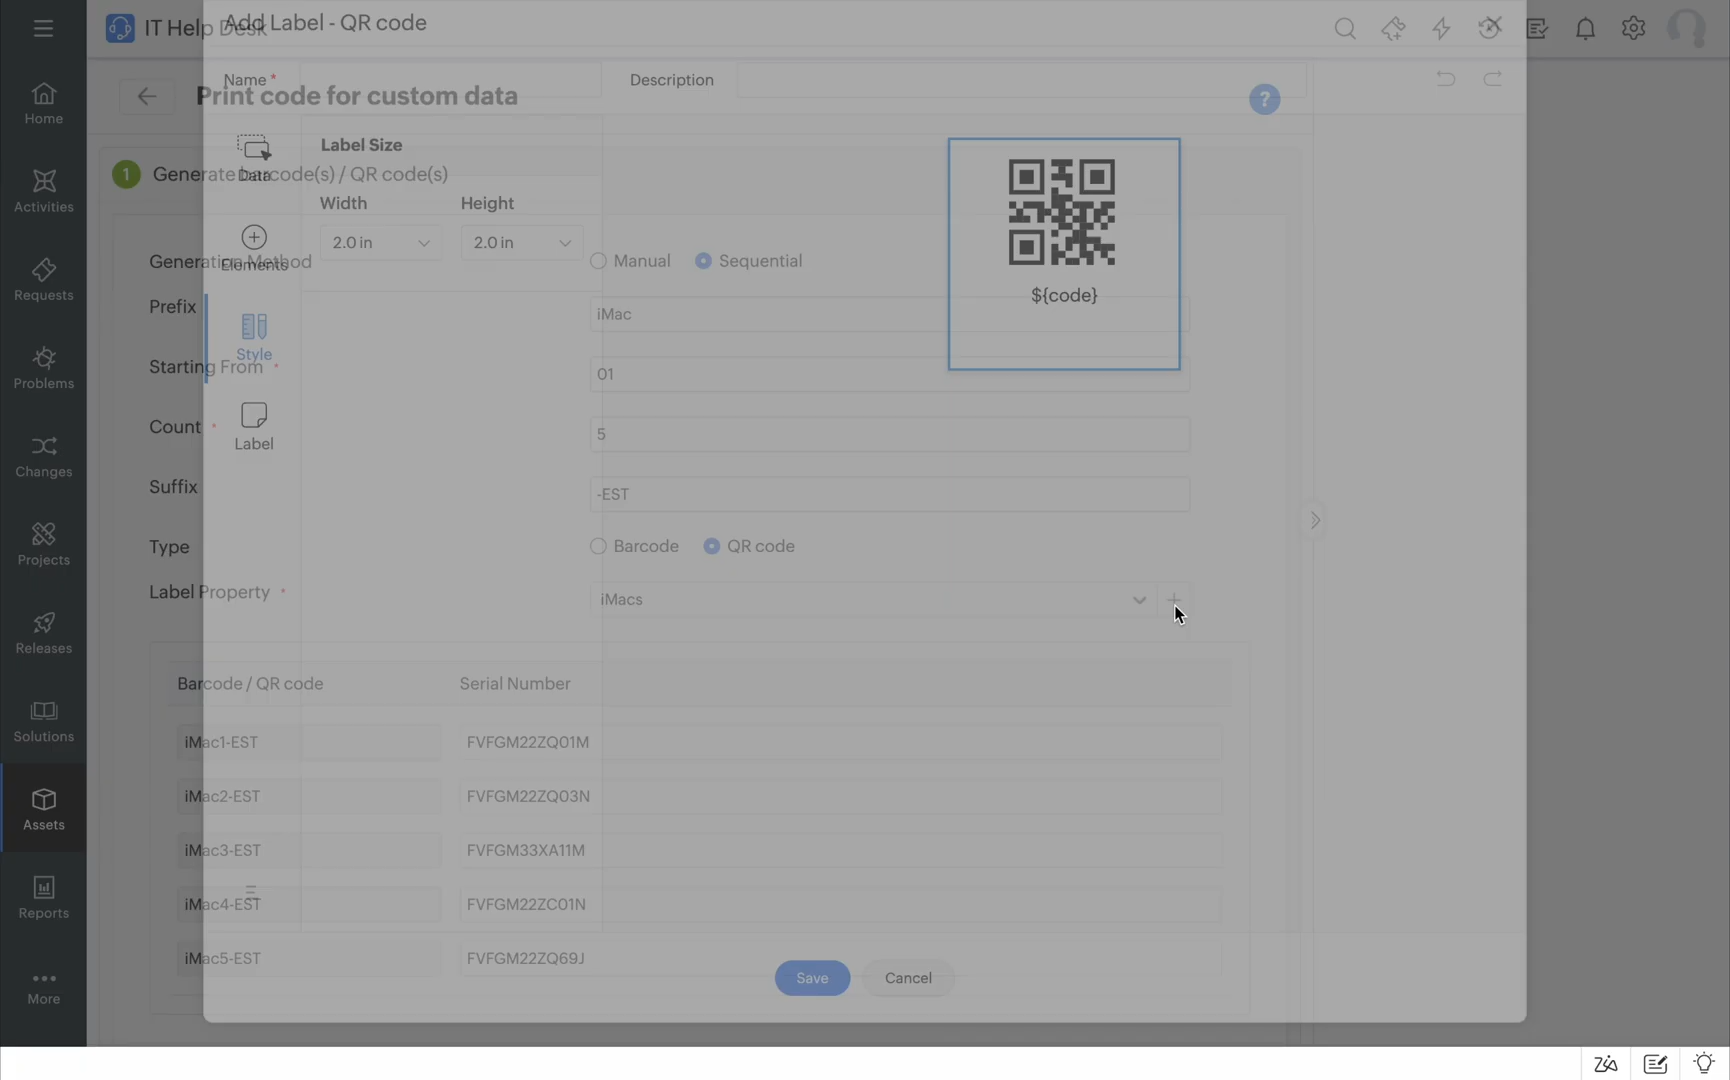 Add Label - QR code
IT Help Desk
Name *
Description
Print code for custom data
?
Home
Label Size
Data
1
Generate barcode(s) / QR code(s)
Width
Height
Activities
2.0 in
2.0 in
Elements
Generation Method
Manual
Sequential
Requests
${code}
Prefix
iMac
Style
Starting From *
01
Problems
Count *
5
Label
Changes
Suffix
-EST
Type
Barcode
QR code
Projects
Label Property *
iMacs
Releases
Barcode / QR code
Serial Number
Solutions
iMac1-EST
FVFGM22ZQ01M
iMac2-EST
FVFGM22ZQ03N
Assets
iMac3-EST
FVFGM33XA11M
iMac4-EST
FVFGM22ZC01N
Reports
iMac5-EST
FVFGM22ZQ69J
Save
Cancel
More